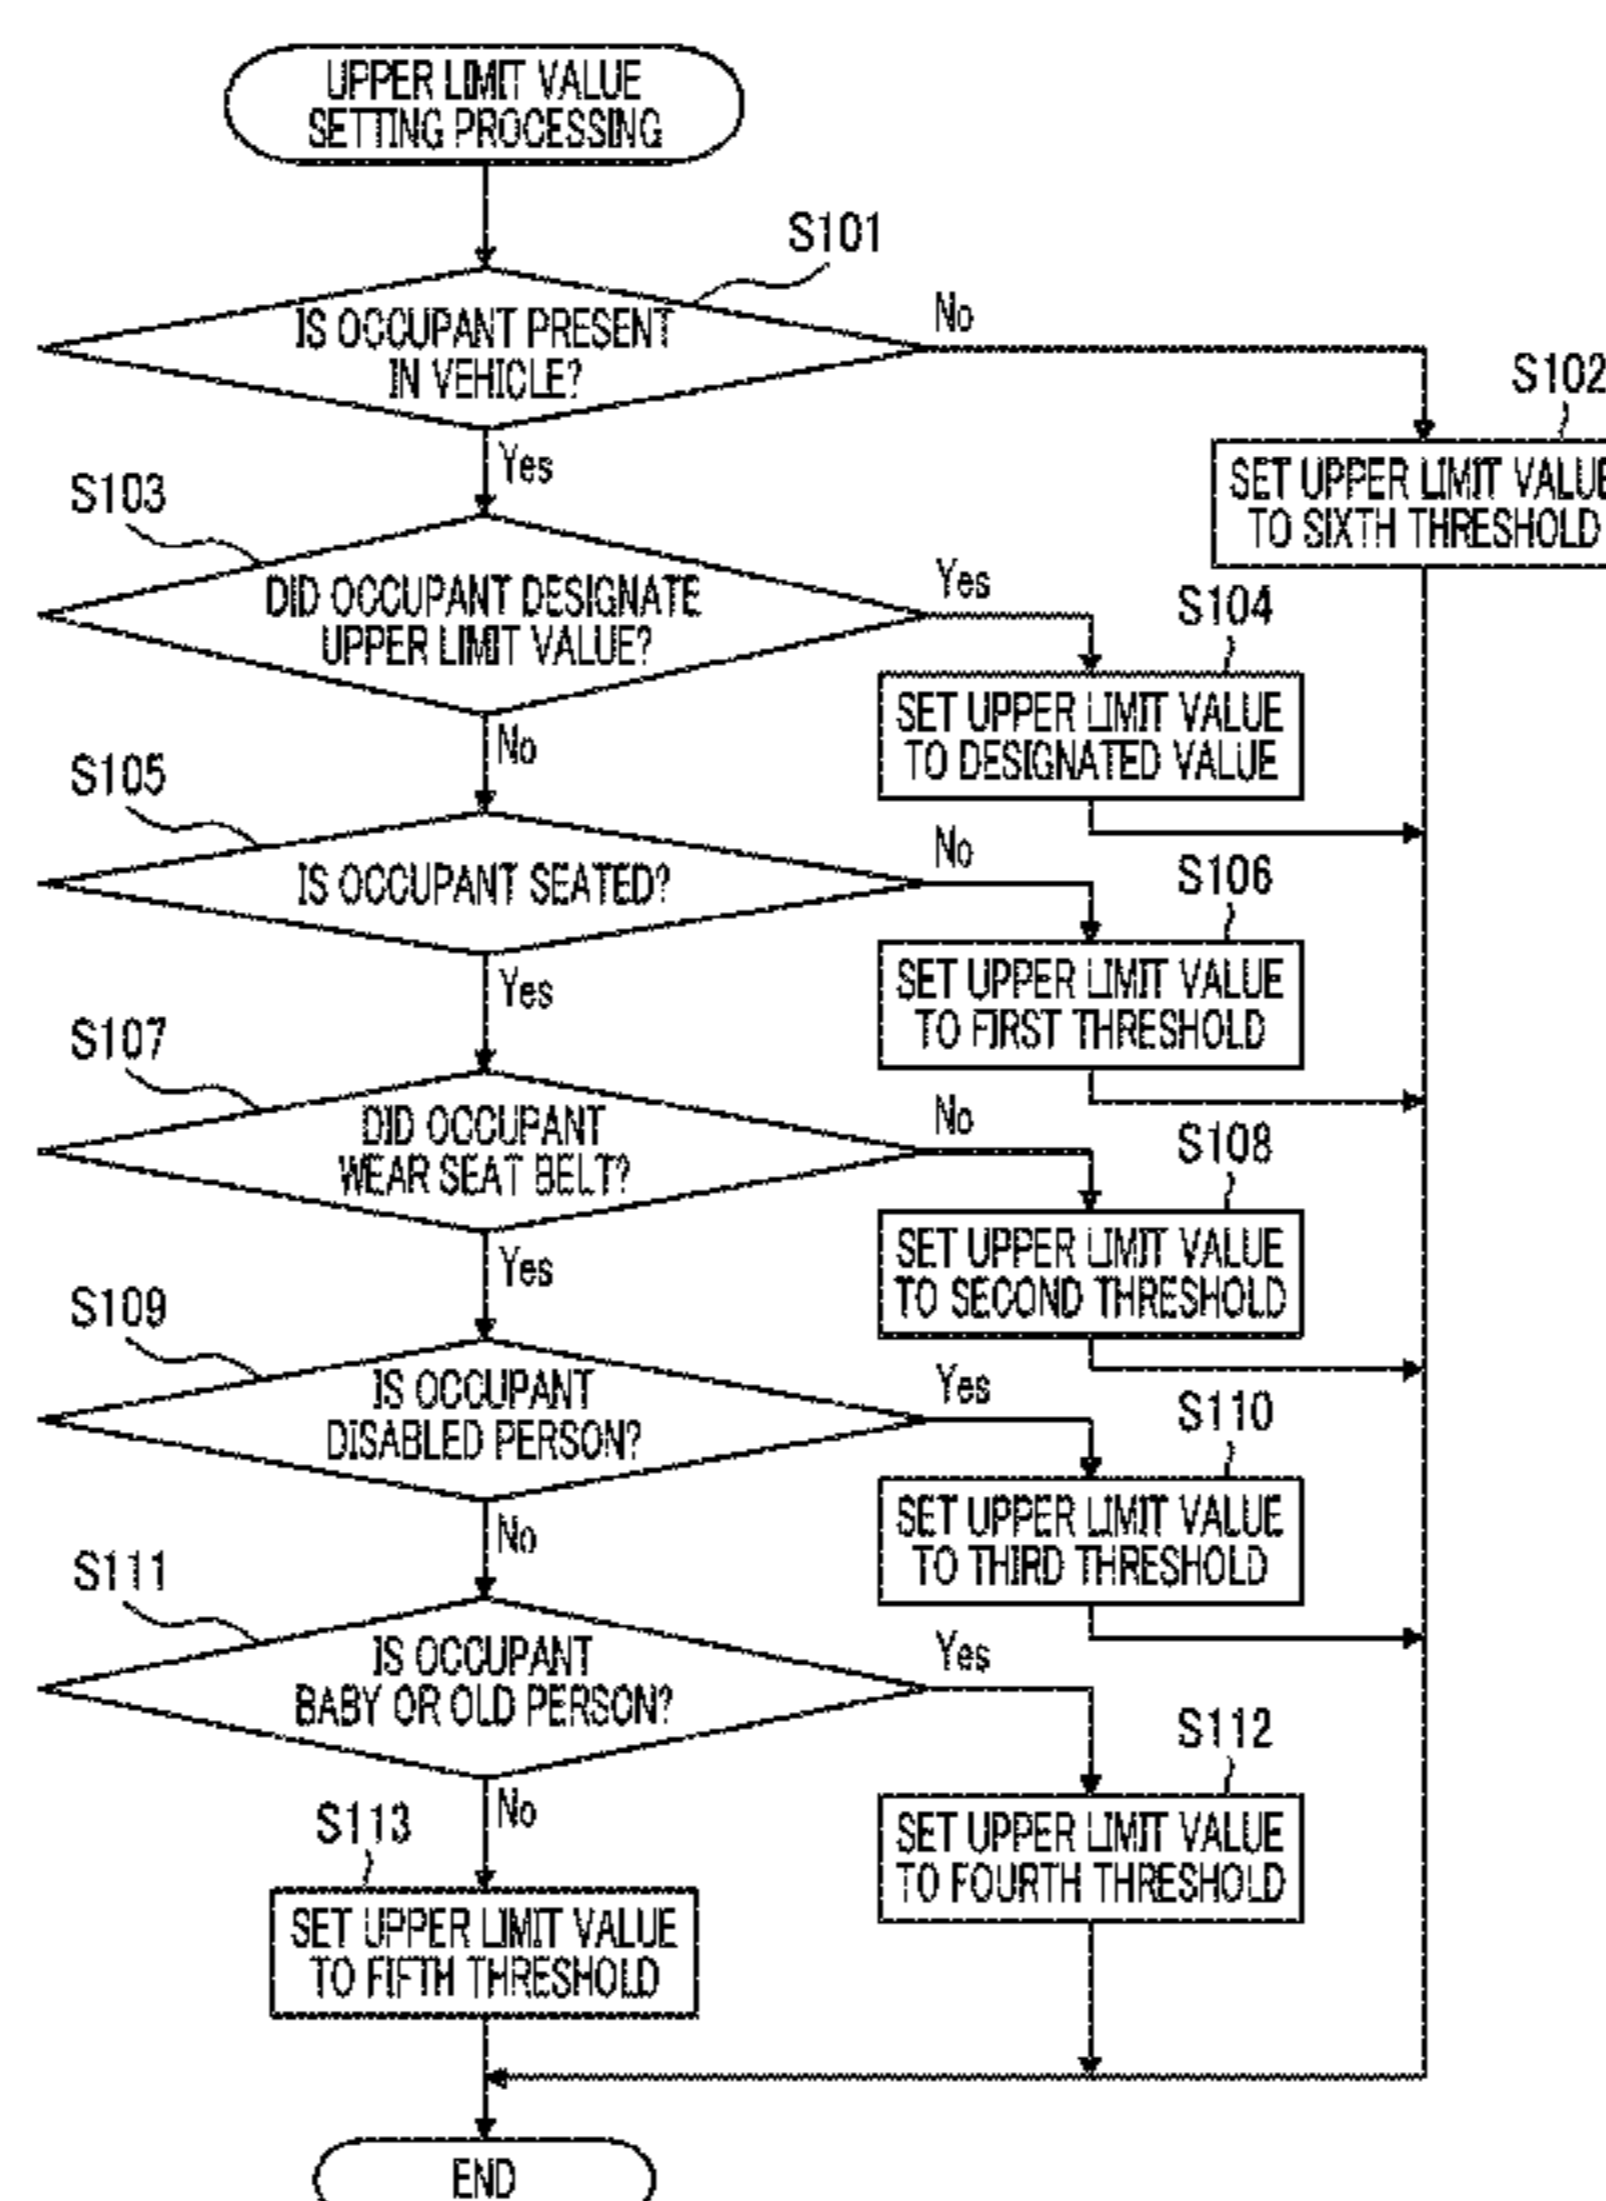 UPPER LIMIT VALUE
SETTING PROCESSING
S101
IS OCCUPANT PRESENT
IN VEHICLE?
No
Yes
S102
SET UPPER LIMIT VALUE
TO SIXTH THRESHOLD
S103
DID OCCUPANT DESIGNATE
UPPER LIMIT VALUE?
Yes
No
S104
SET UPPER LIMIT VALUE
TO DESIGNATED VALUE
S105
IS OCCUPANT SEATED?
No
Yes
S106
SET UPPER LIMIT VALUE
TO FIRST THRESHOLD
S107
DID OCCUPANT
WEAR SEAT BELT?
No
Yes
S108
SET UPPER LIMIT VALUE
TO SECOND THRESHOLD
S109
IS OCCUPANT
DISABLED PERSON?
Yes
No
S110
SET UPPER LIMIT VALUE
TO THIRD THRESHOLD
S111
IS OCCUPANT
BABY OR OLD PERSON?
Yes
No
S112
SET UPPER LIMIT VALUE
TO FOURTH THRESHOLD
S113
SET UPPER LIMIT VALUE
TO FIFTH THRESHOLD
END